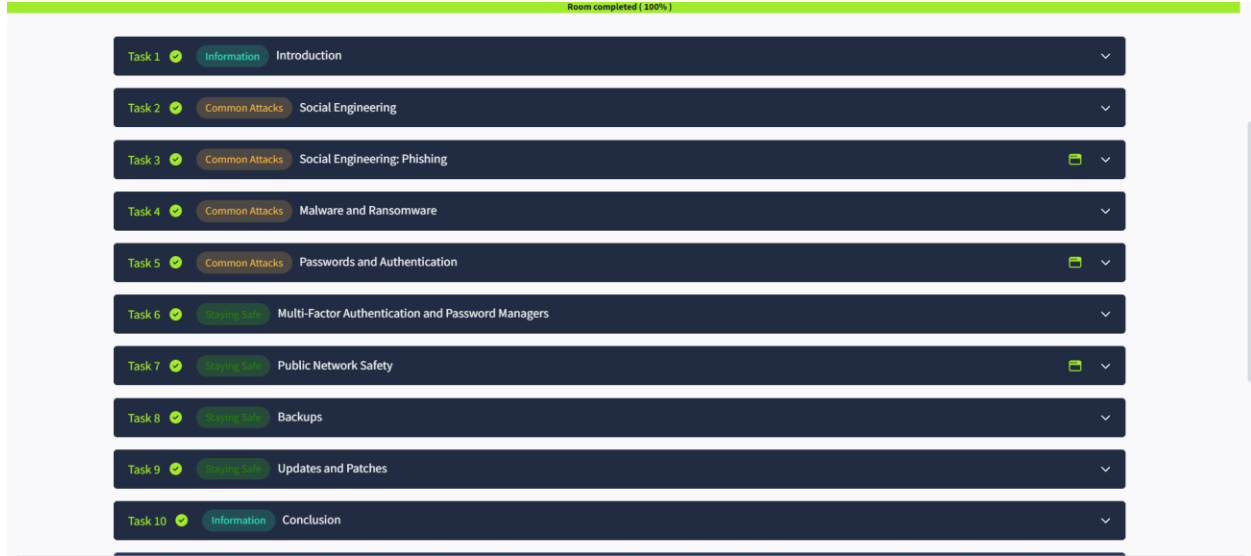 Room completed ( 100% )
Task 1 Information Introduction
Task 2 Common Attacks Social Engineering
Task 3 Common Attacks Social Engineering: Phishing
Task 4 Common Attacks Malware and Ransomware
Task 5 Common Attacks Passwords and Authentication
Task 6 Staying Safe Multi-Factor Authentication and Password Managers
Task 7 Staying Safe Public Network Safety
Task 8 Staying Safe Backups
Task 9 Staying Safe Updates and Patches
Task 10 Information Conclusion